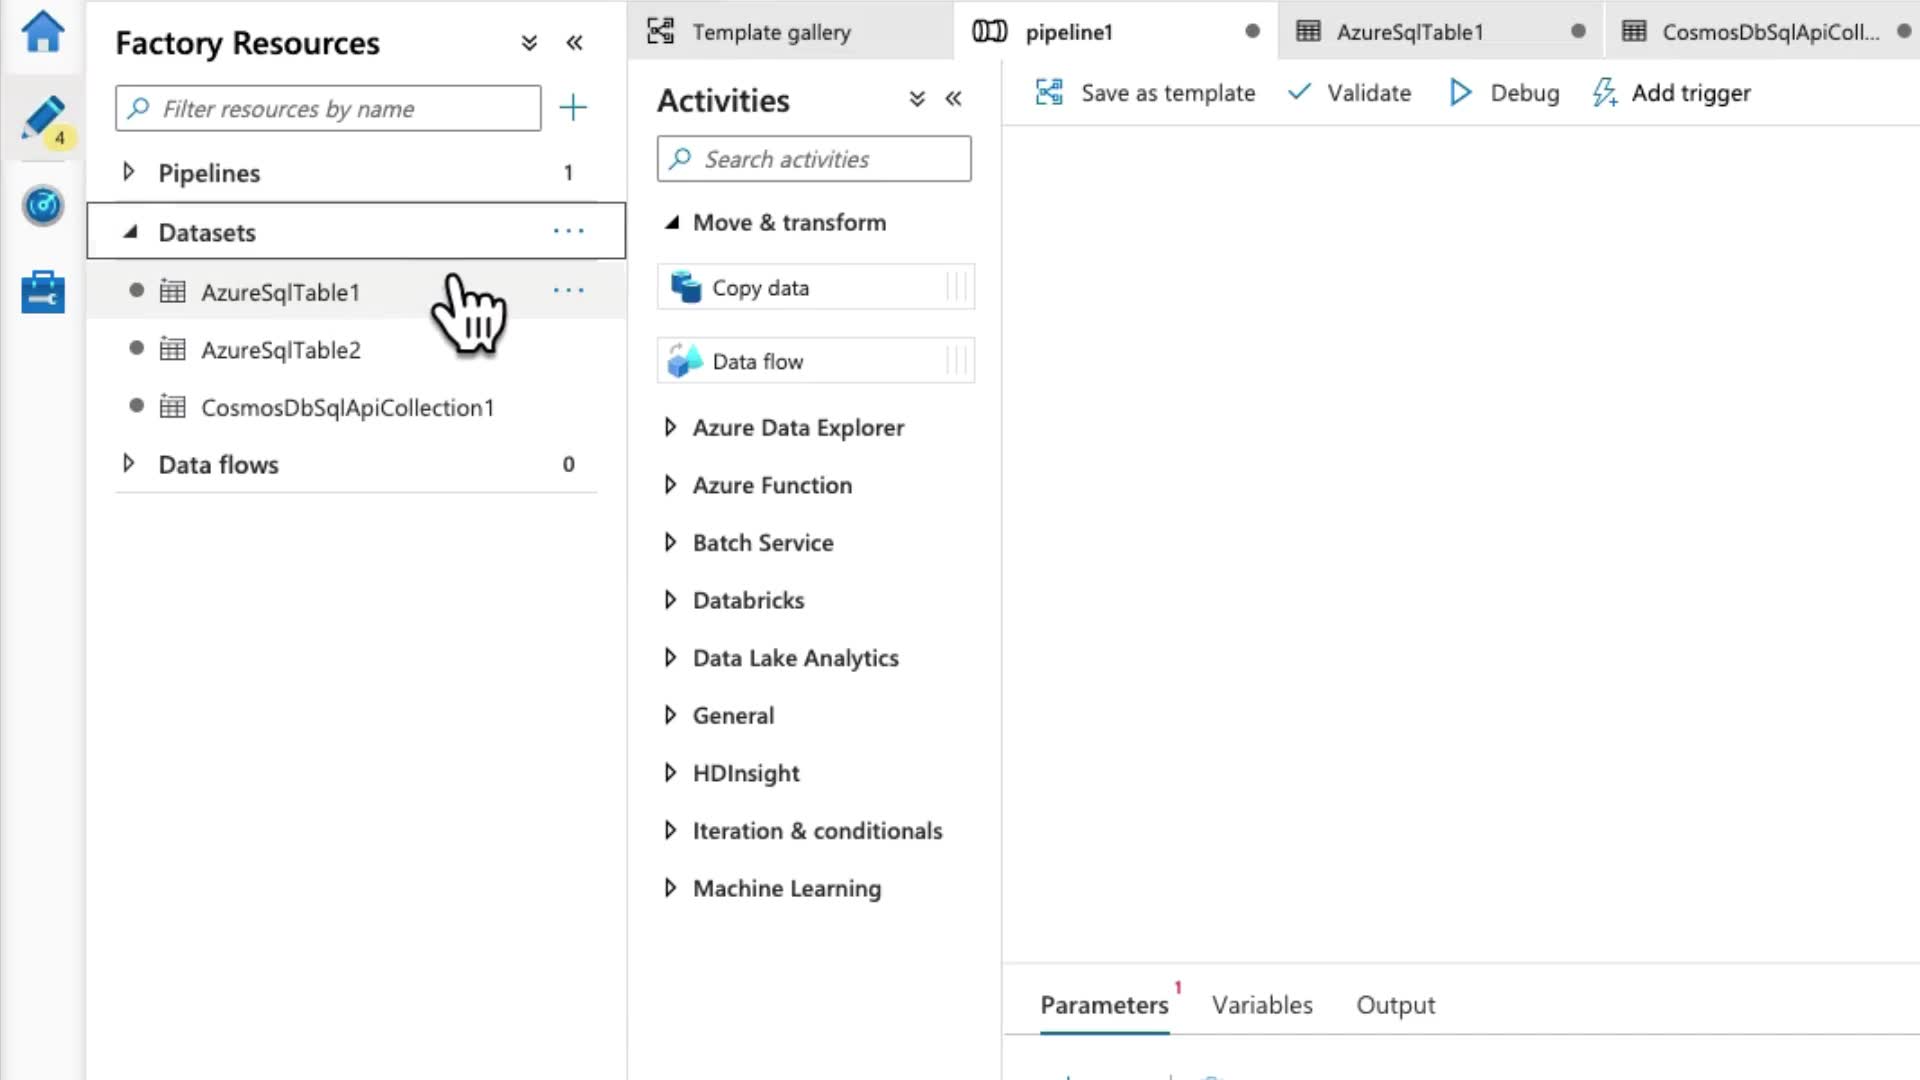 Factory Resources
Filter resources by name
4
Pipelines 1
Datasets
AzureSqlTable1
AzureSqlTable2
CosmosDbSqlApiCollection1
Data flows 0
Template gallery
pipeline1
AzureSqlTable1
CosmosDbSqlApiColl...
Activities
Search activities
Move & transform
Copy data
Data flow
Azure Data Explorer
Azure Function
Batch Service
Databricks
Data Lake Analytics
General
HDInsight
Iteration & conditionals
Machine Learning
Save as template
Validate
Debug
Add trigger
Parameters 1
Variables
Output